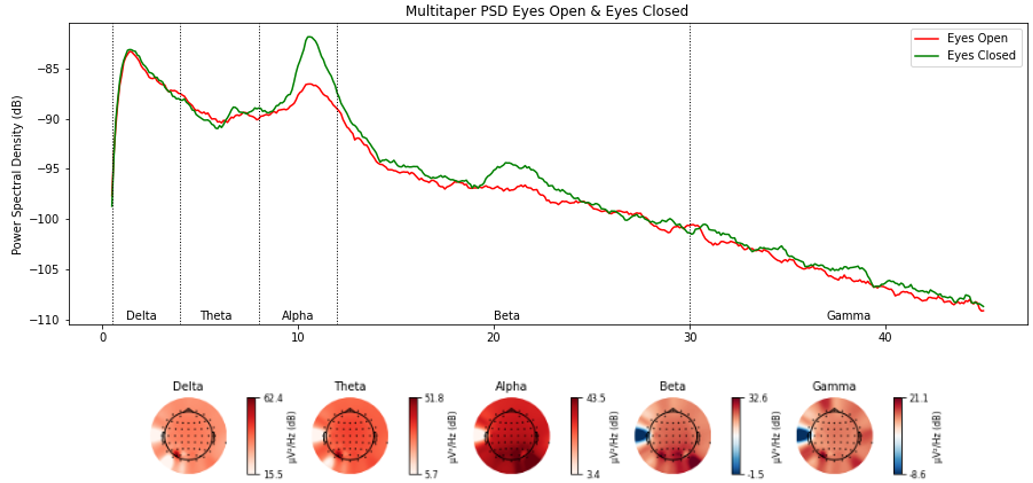 Multitaper PSD Eyes Open & Eyes Closed
Eyes Open
Eyes Closed
Power Spectral Density (dB)
−85
−90
−95
−100
−105
−110
Delta Theta Alpha Beta Gamma
0 10 20 30 40
Delta Theta Alpha Beta Gamma
62.4 51.8 43.5 32.6 21.1
µV²/Hz (dB) µV²/Hz (dB) µV²/Hz (dB) µV²/Hz (dB) µV²/Hz (dB)
15.5 5.7 3.4 -1.5 -8.6